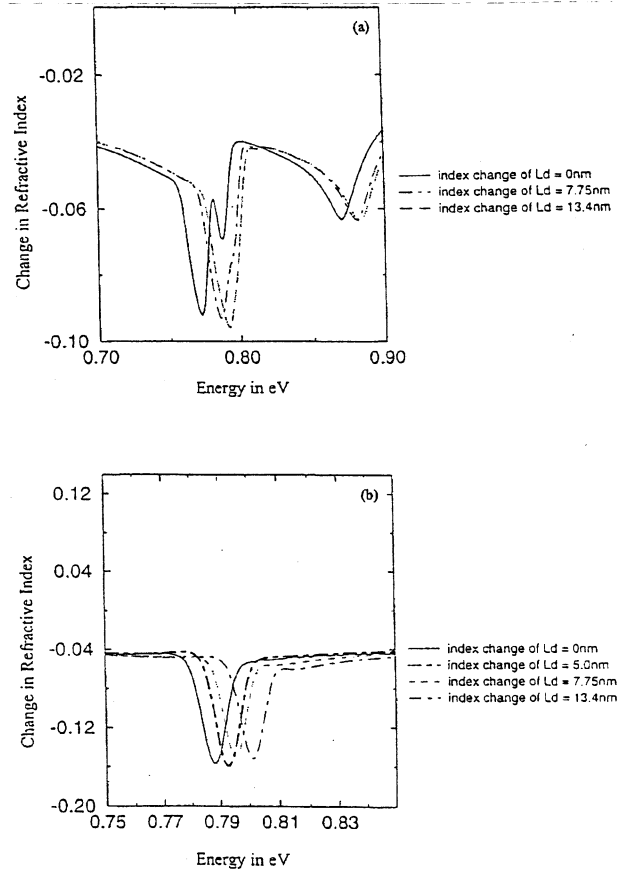 (a)
-0.02
-0.06
-0.10
0.70
0.80
0.90
Change in Refractive Index
Energy in eV
index change of Ld = 0nm
index change of Ld = 7.75nm
index change of Ld = 13.4nm
(b)
0.12
0.04
-0.04
-0.12
-0.20
0.75
0.77
0.79
0.81
0.83
Change in Refractive Index
Energy in eV
index change of Ld = 0nm
index change of Ld = 5.0nm
index change of Ld = 7.75nm
index change of Ld = 13.4nm